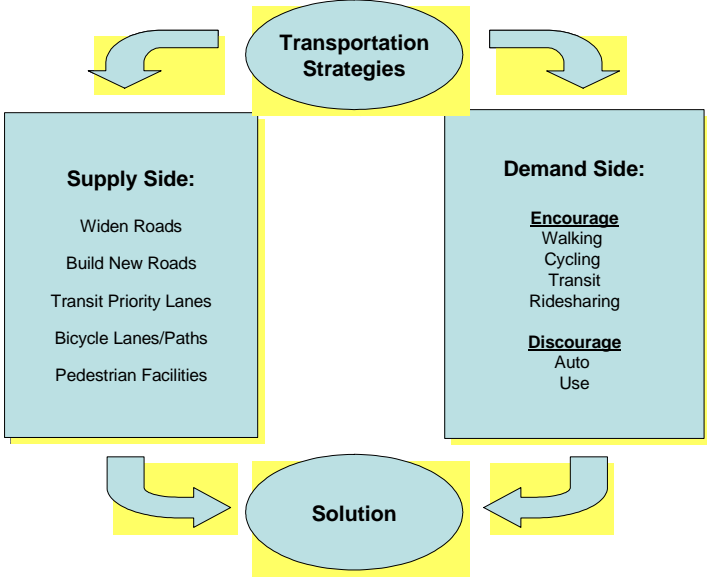 Transportation
Strategies
Supply Side:
Widen Roads
Build New Roads
Transit Priority Lanes
Bicycle Lanes/Paths
Pedestrian Facilities
Demand Side:
Encourage
Walking
Cycling
Transit
Ridesharing
Discourage
Auto
Use
Solution